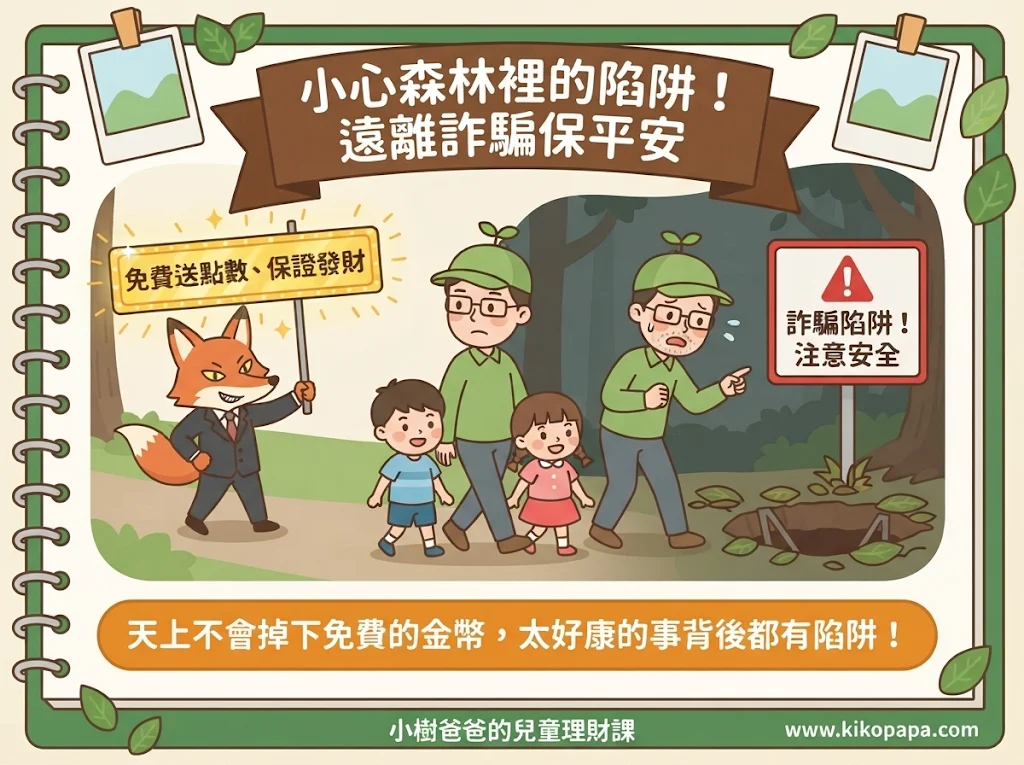 小心森林裡的陷阱！
遠離詐騙保平安
免費送點數、保證發財
詐騙陷阱！
注意安全
天上不會掉下免費的金幣，太好康的事背後都有陷阱！
小樹爸爸的兒童理財課
www.kikopapa.com